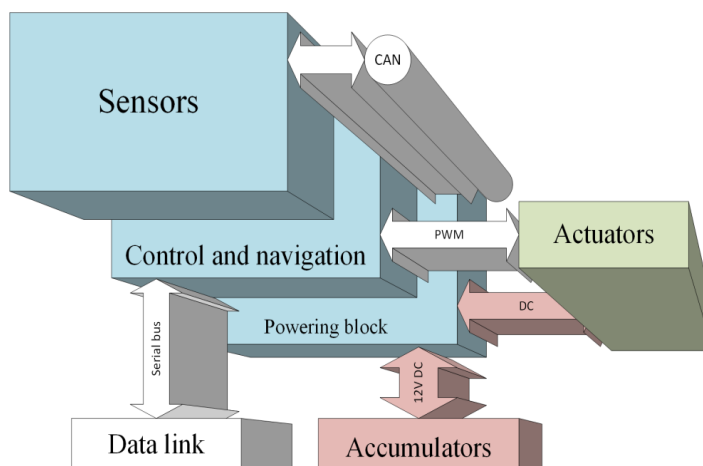 CAN
Sensors
PWM
Actuators
Control and navigation
DC
Powering block
Serial bus
12V DC
Data link
Accumulators